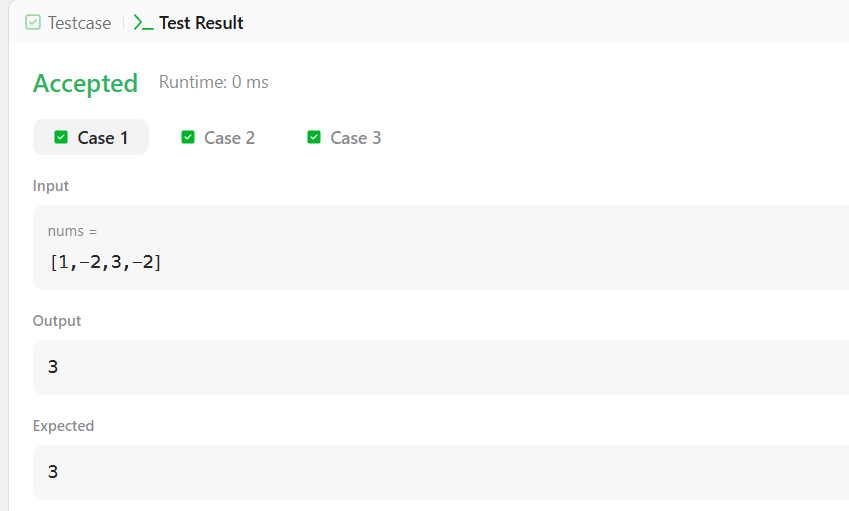 Testcase Test Result
Accepted Runtime: 0 ms
Case 1 Case 2 Case 3
Input
nums =
[1,-2,3,-2]
Output
3
Expected
3